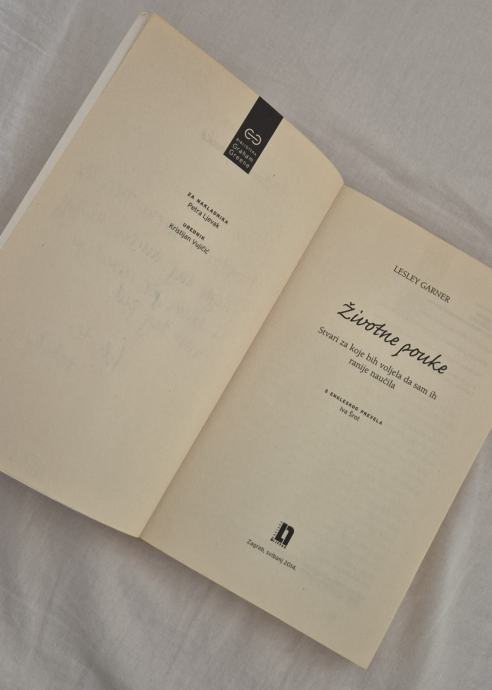 BIBLIOTEKA
Graham
Greene
ZA NAKLADNIKA
Petra Ljevak
UREDNIK
Kristijan Vujičić
LESLEY GARNER
Životne pouke
Stvari za koje bih voljela da sam ih
ranije naučila
S ENGLESKOG PREVELA
Iva Šrot
Zagreb, svibanj 2014.